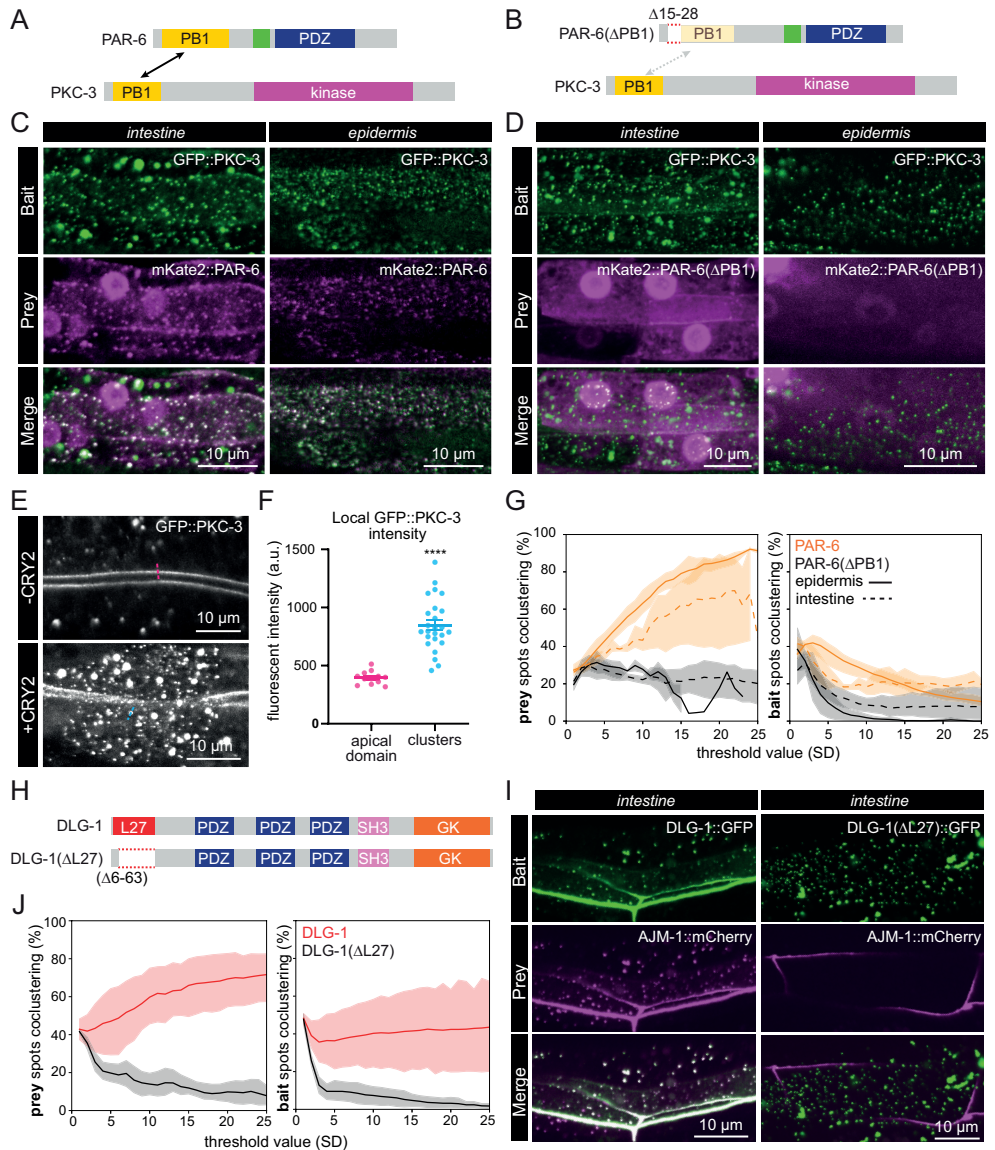 A
PAR-6
PB1
PDZ
PKC-3
PB1
kinase
B
Δ15-28
PAR-6(ΔPB1)
PB1
PDZ
PKC-3
PB1
kinase
C
intestine
epidermis
Bait
GFP::PKC-3
GFP::PKC-3
Prey
mKate2::PAR-6
mKate2::PAR-6
Merge
10 µm
10 µm
D
intestine
epidermis
Bait
GFP::PKC-3
GFP::PKC-3
Prey
mKate2::PAR-6(ΔPB1)
mKate2::PAR-6(ΔPB1)
Merge
10 µm
10 µm
E
-CRY2
GFP::PKC-3
10 µm
+CRY2
10 µm
F
Local GFP::PKC-3
intensity
fluorescent intensity (a.u.)
1500
1000
500
0
****
apical
domain
clusters
G
prey spots coclustering (%)
100
80
60
40
20
0
0 5 10 15 20 25
bait spots coclustering (%)
PAR-6
PAR-6(ΔPB1)
epidermis
intestine
0 5 10 15 20 25
threshold value (SD)
H
DLG-1
L27
PDZ
PDZ
PDZ
SH3
GK
DLG-1(ΔL27)
PDZ
PDZ
PDZ
SH3
GK
(Δ6-63)
I
intestine
intestine
Bait
DLG-1::GFP
DLG-1(ΔL27)::GFP
Prey
AJM-1::mCherry
AJM-1::mCherry
Merge
10 µm
10 µm
J
prey spots coclustering (%)
100
80
60
40
20
0
0 5 10 15 20 25
bait spots coclustering (%)
DLG-1
DLG-1(ΔL27)
0 5 10 15 20 25
threshold value (SD)